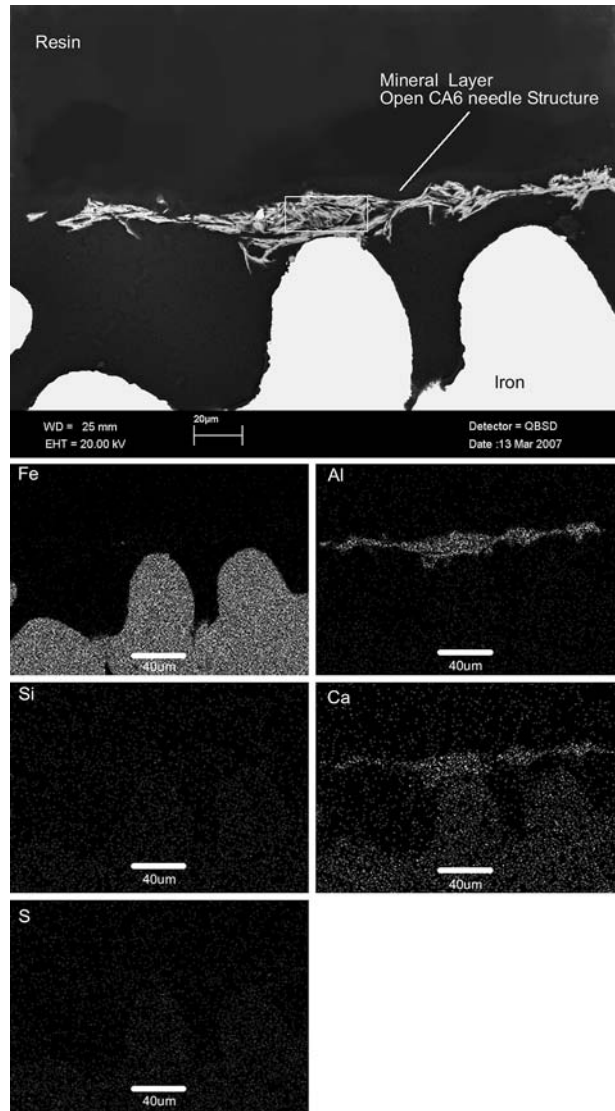 Resin
Mineral Layer
Open CA6 needle Structure
Iron
WD = 25 mm
EHT = 20.00 kV
20µm
Detector = QBSD
Date :13 Mar 2007
Fe
40um
Al
40um
Si
40um
Ca
40um
S
40um